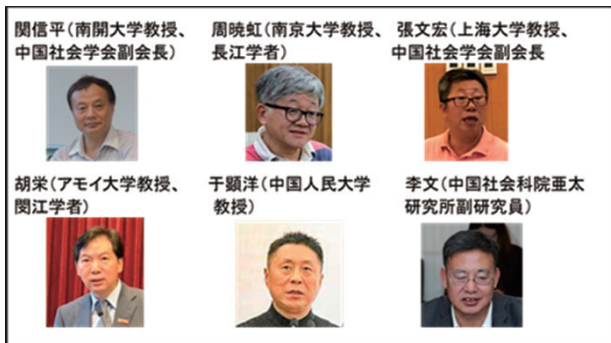 関信平(南開大学教授、
中国社会学会副会長)
周暁虹(南京大学教授、
長江学者)
張文宏(上海大学教授、
中国社会学会副会長
胡栄(アモイ大学教授、
閔江学者)
于顕洋(中国人民大学
教授)
李文(中国社会科院亜太
研究所副研究員)